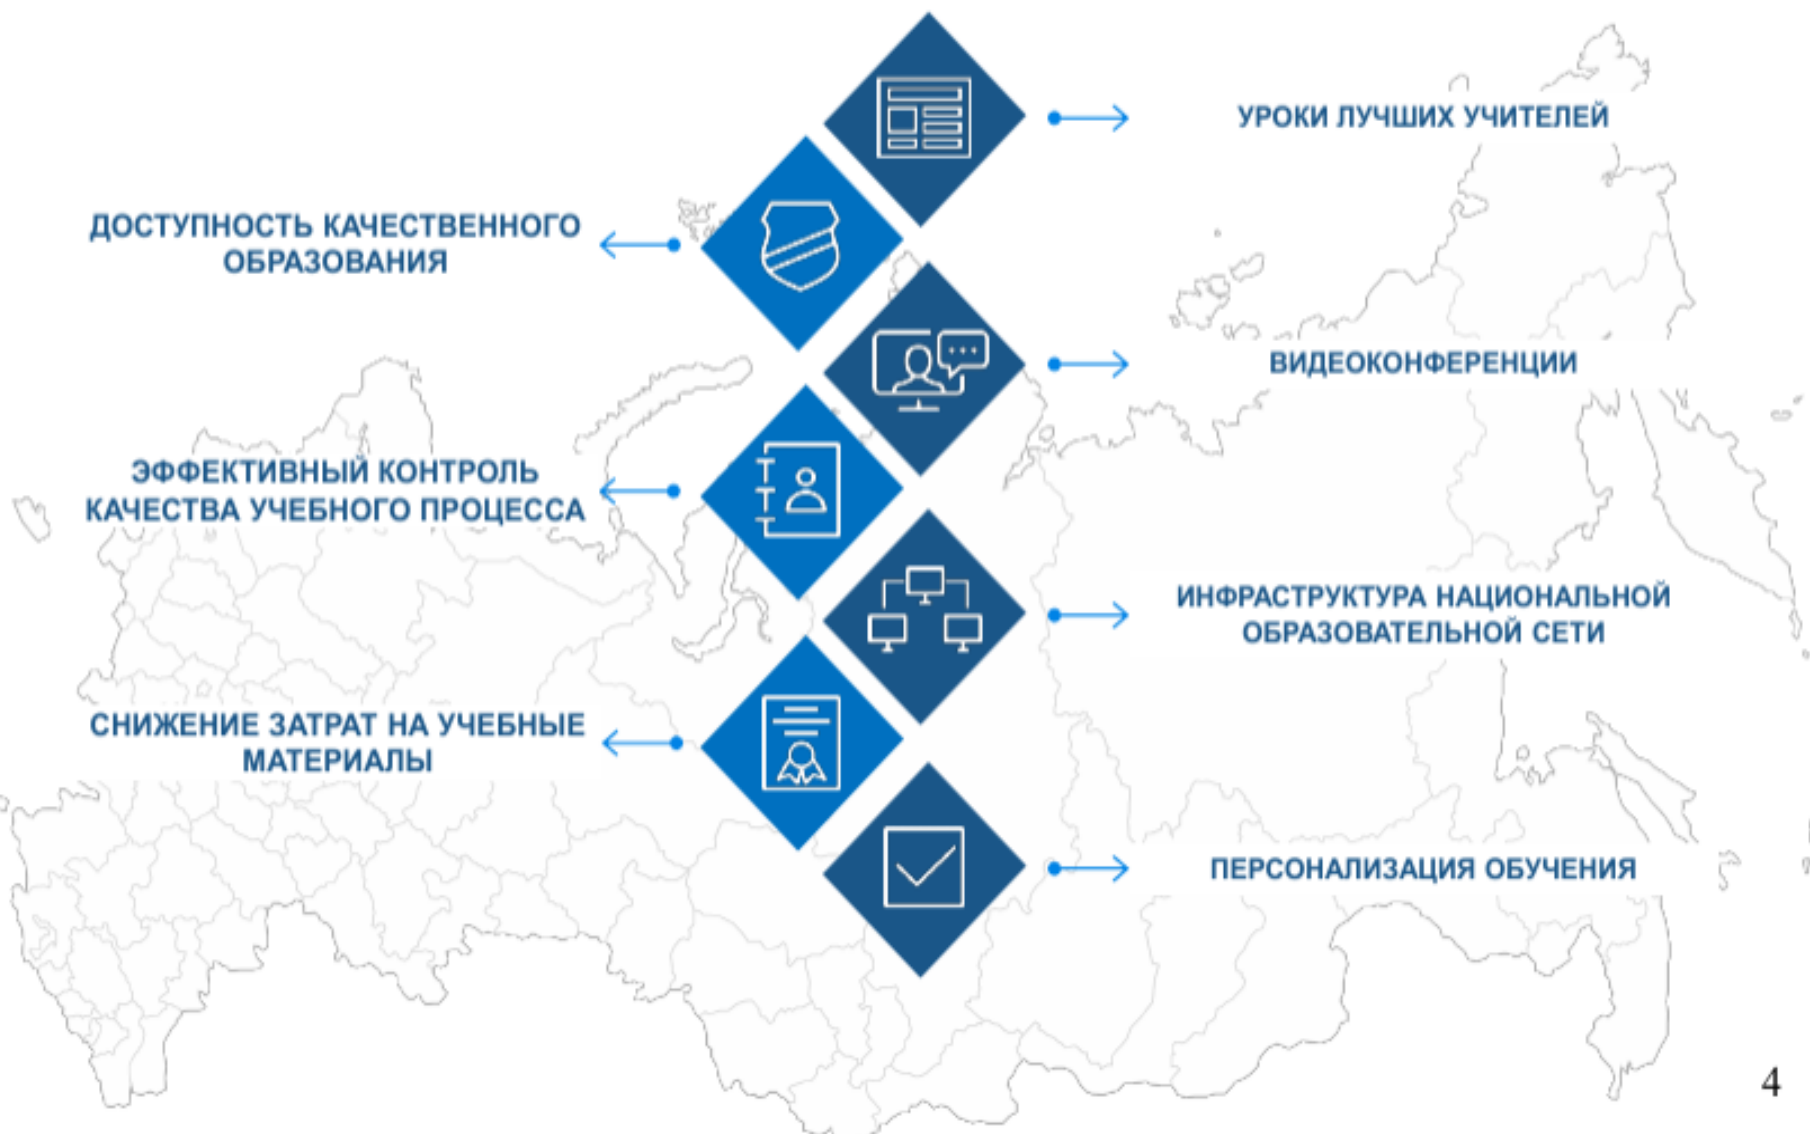 УРОКИ ЛУЧШИХ УЧИТЕЛЕЙ
ДОСТУПНОСТЬ КАЧЕСТВЕННОГО
ОБРАЗОВАНИЯ
ВИДЕОКОНФЕРЕНЦИИ
ЭФФЕКТИВНЫЙ КОНТРОЛЬ
КАЧЕСТВА УЧЕБНОГО ПРОЦЕССА
ИНФРАСТРУКТУРА НАЦИОНАЛЬНОЙ
ОБРАЗОВАТЕЛЬНОЙ СЕТИ
СНИЖЕНИЕ ЗАТРАТ НА УЧЕБНЫЕ
МАТЕРИАЛЫ
ПЕРСОНАЛИЗАЦИЯ ОБУЧЕНИЯ
4